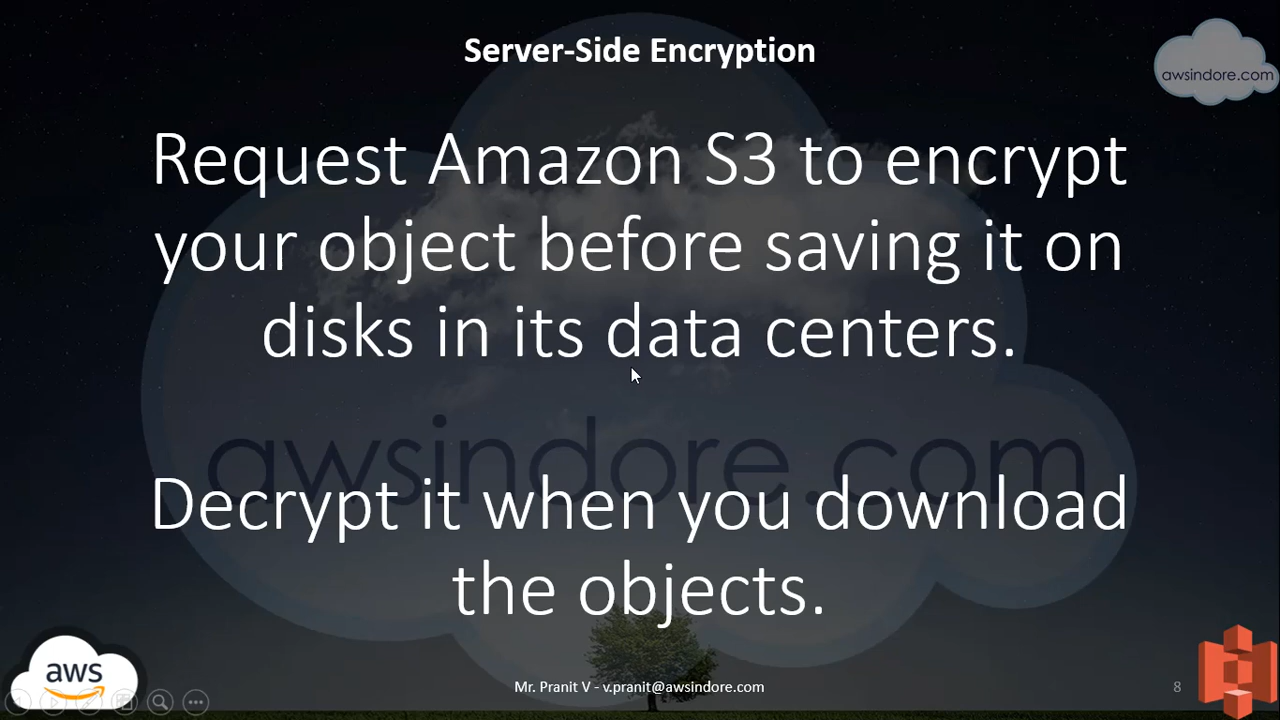 Server-Side Encryption
awsindore.com
Request Amazon S3 to encrypt
your object before saving it on
disks in its data centers.
awsindore.com
Decrypt it when you download
the objects.
aws
Mr. Pranit V - v.pranit@awsindore.com
8